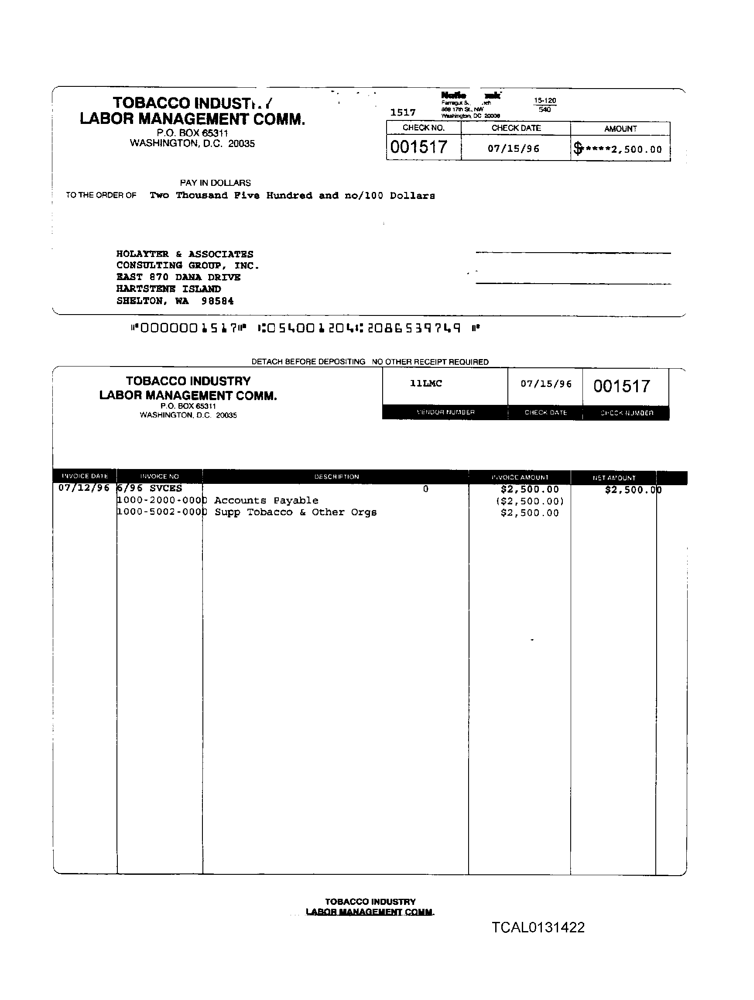 TOBACCO INDUST
LABOR MANAGEMENT COMM.
P.O. BOX 65311
WASHINGTON, D.C. 20035
1517
Farragut
888 17th St., NW
Washington, DC 20006
15-120
540
CHECK NO. CHECK DATE AMOUNT
001517 07/15/96 $****2,500.00
PAY IN DOLLARS
TO THE ORDER OF Two Thousand Five Hundred and no/100 Dollars
HOLAYTER & ASSOCIATES
CONSULTING GROUP, INC.
EAST 870 DANA DRIVE
HARTSTENE ISLAND
SHELTON, WA 98584
⑈0000001517⑈ ⑆054001204⑆2086539749 ⑈
DETACH BEFORE DEPOSITING NO OTHER RECEIPT REQUIRED
TOBACCO INDUSTRY
LABOR MANAGEMENT COMM.
P.O. BOX 65311
WASHINGTON, D.C. 20035
11LMC 07/15/96 001517
VENDOR NUMBER CHECK DATE CHECK NUMBER
INVOICE DATE INVOICE NO DESCRIPTION INVOICE AMOUNT NET AMOUNT
07/12/96 6/96 SVCES 0 $2,500.00 $2,500.00
1000-2000-0000 Accounts Payable ($2,500.00)
1000-5002-0000 Supp Tobacco & Other Orgs $2,500.00
TOBACCO INDUSTRY
LABOR MANAGEMENT COMM.
TCAL0131422